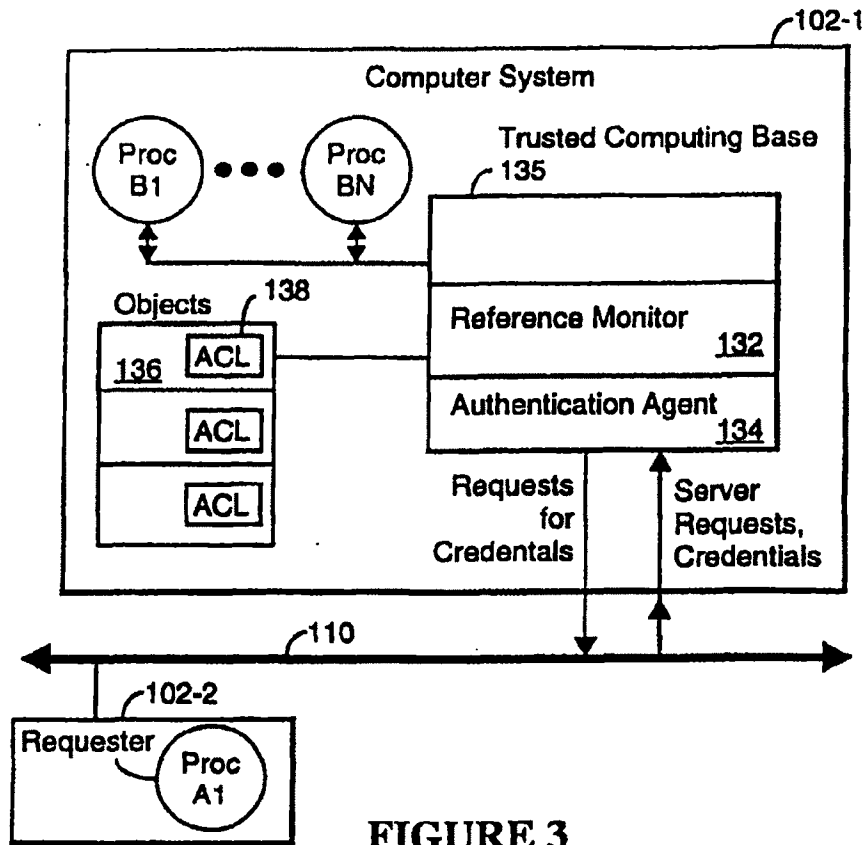 102-1
Computer System
Proc
B1
Proc
BN
Trusted Computing Base
135
Objects
138
136
ACL
ACL
ACL
Reference Monitor
132
Authentication Agent
134
Requests
for
Credentals
Server
Requests,
Credentials
110
102-2
Requester
Proc
A1
FIGURE 3